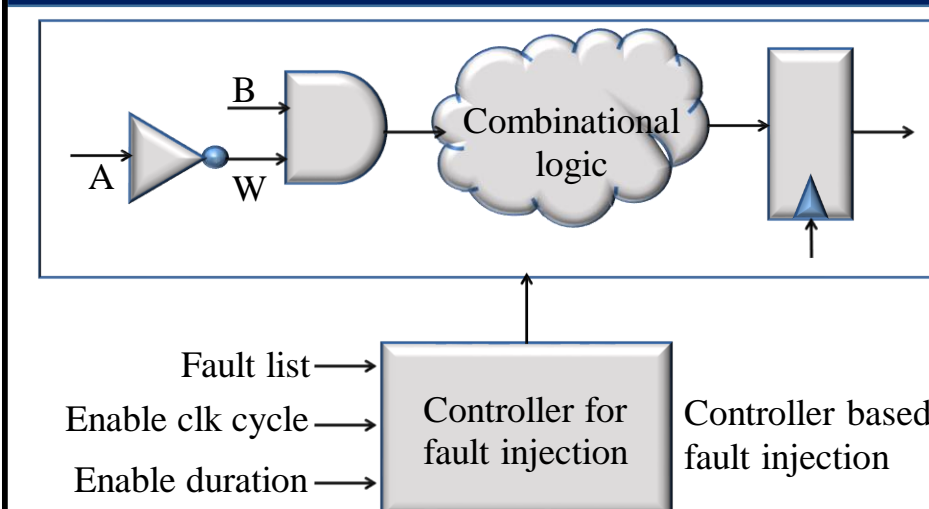 B
A
W
Combinational
logic
Fault list
Enable clk cycle
Enable duration
Controller for
fault injection
Controller based
fault injection